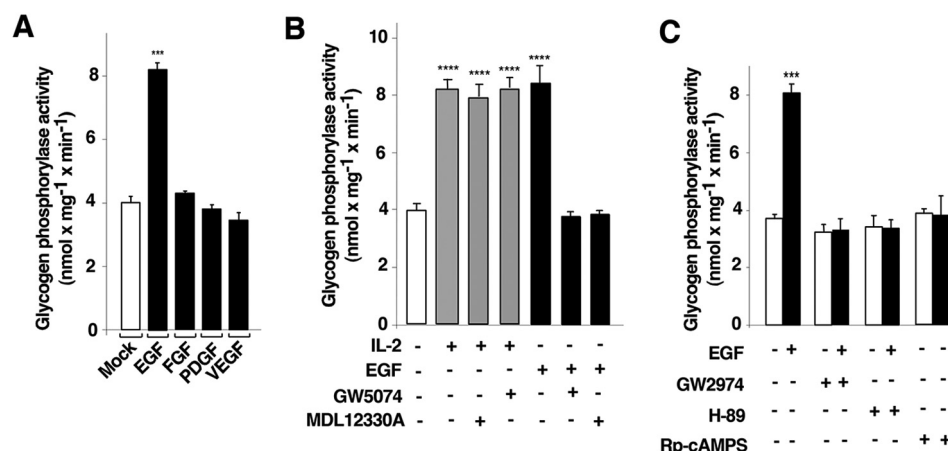 A
Glycogen phosphorylase activity
(nmol x mg-1 x min-1)
8
6
4
2
0
***
Mock
EGF
FGF
PDGF
VEGF
B
Glycogen phosphorylase activity
(nmol x mg-1 x min-1)
10
8
6
4
2
0
**** **** **** ****
IL-2 - + + + - - -
EGF - - - - + + +
GW5074 - - - + - + -
MDL12330A - - + - - - +
C
Glycogen phosphorylase activity
(nmol x mg-1 x min-1)
8
6
4
2
0
***
EGF - + - + - + - -
GW2974 - - + + - - - -
H-89 - - - - + + - -
Rp-cAMPS - - - - - - + +